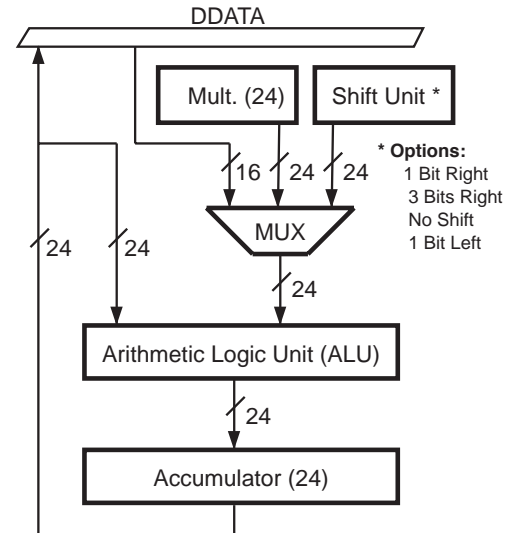 DDATA
Mult. (24)
Shift Unit *
* Options:
1 Bit Right
3 Bits Right
No Shift
1 Bit Left
16
24
24
MUX
24
24
24
Arithmetic Logic Unit (ALU)
24
Accumulator (24)